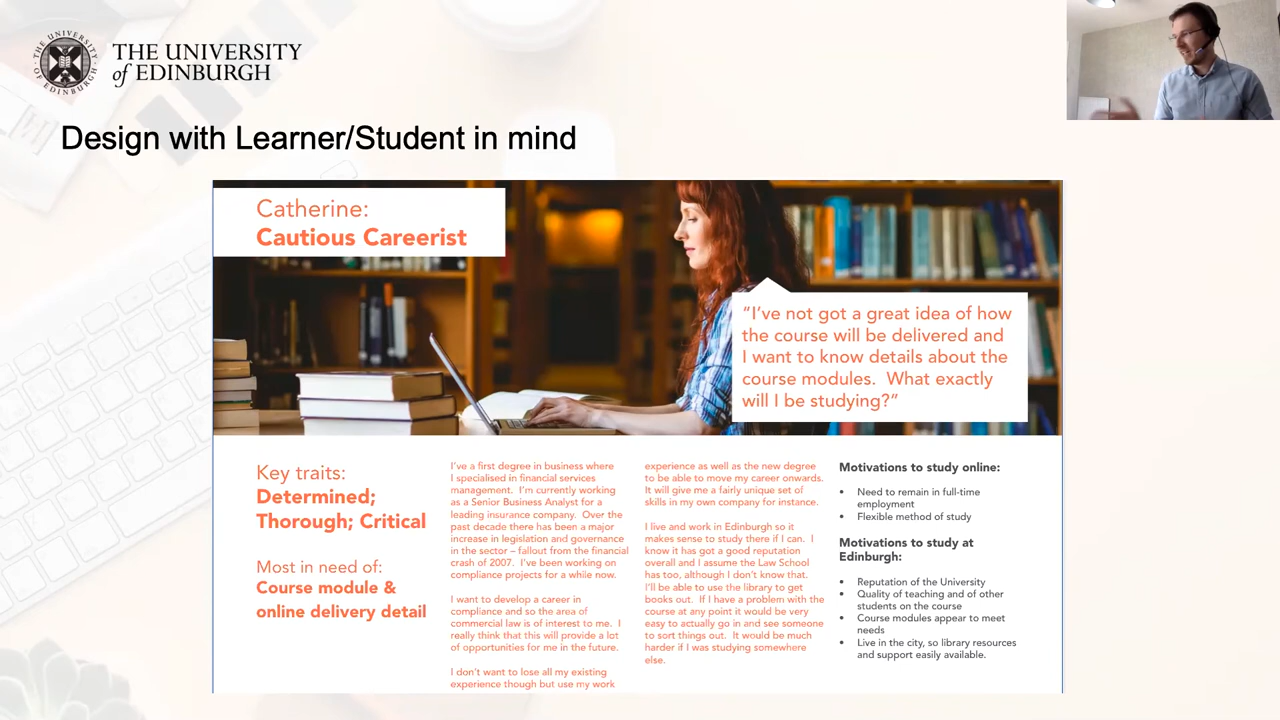 THE UNIVERSITY
of EDINBURGH
Design with Learner/Student in mind
Catherine:
Cautious Careerist
“I’ve not got a great idea of how
the course will be delivered and
I want to know details about the
course modules.  What exactly
will I be studying?”
Key traits:
Determined;
Thorough; Critical
Most in need of:
Course module &
online delivery detail
I’ve a first degree in business where
I specialised in financial services
management.  I’m currently working
as a Senior Business Analyst for a
leading insurance company.  Over the
past decade there has been a major
increase in legislation and governance
in the sector – fallout from the financial
crash of 2007.  I’ve been working on
compliance projects for a while now.
I want to develop a career in
compliance and so the area of
commercial law is of interest to me.  I
really think that this will provide a lot
of opportunities for me in the future.
I don’t want to lose all my existing
experience though but use my work
experience as well as the new degree
to be able to move my career onwards.
It will give me a fairly unique set of
skills in my own company for instance.
I live and work in Edinburgh so it
makes sense to study there if I can.  I
know it has got a good reputation
overall and I assume the Law School
has too, although I don’t know that.
I’ll be able to use the library to get
books out.  If I have a problem with the
course at any point it would be very
easy to actually go in and see someone
to sort things out.  It would be much
harder if I was studying somewhere
else.
Motivations to study online:
• Need to remain in full-time
employment
• Flexible method of study
Motivations to study at
Edinburgh:
• Reputation of the University
• Quality of teaching and of other
students on the course
• Course modules appear to meet
needs
• Live in the city, so library resources
and support easily available.